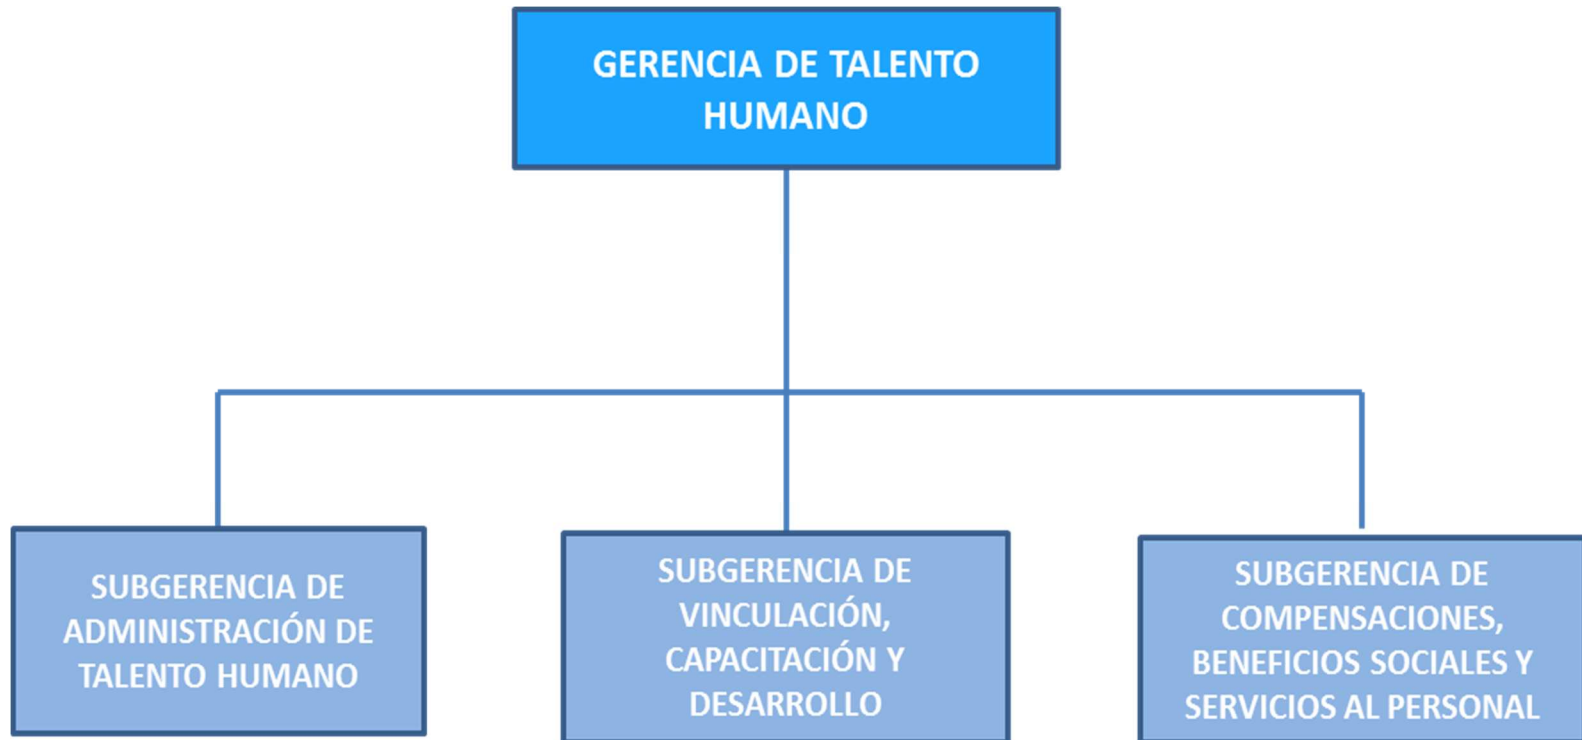 GERENCIA DE TALENTO
HUMANO
SUBGERENCIA DE
ADMINISTRACIÓN DE
TALENTO HUMANO
SUBGERENCIA DE
VINCULACIÓN,
CAPACITACIÓN Y
DESARROLLO
SUBGERENCIA DE
COMPENSACIONES,
BENEFICIOS SOCIALES Y
SERVICIOS AL PERSONAL